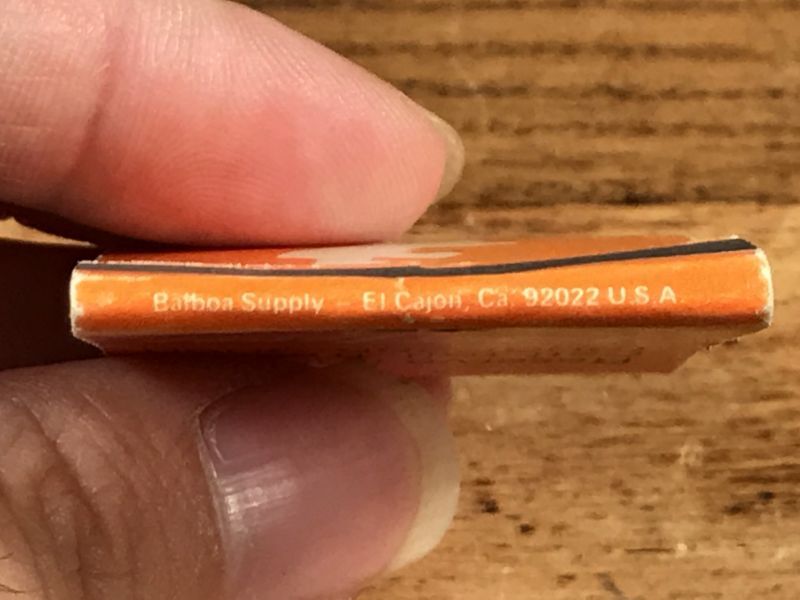 Balboa Supply – El Cajon, Ca. 92022 U.S.A.